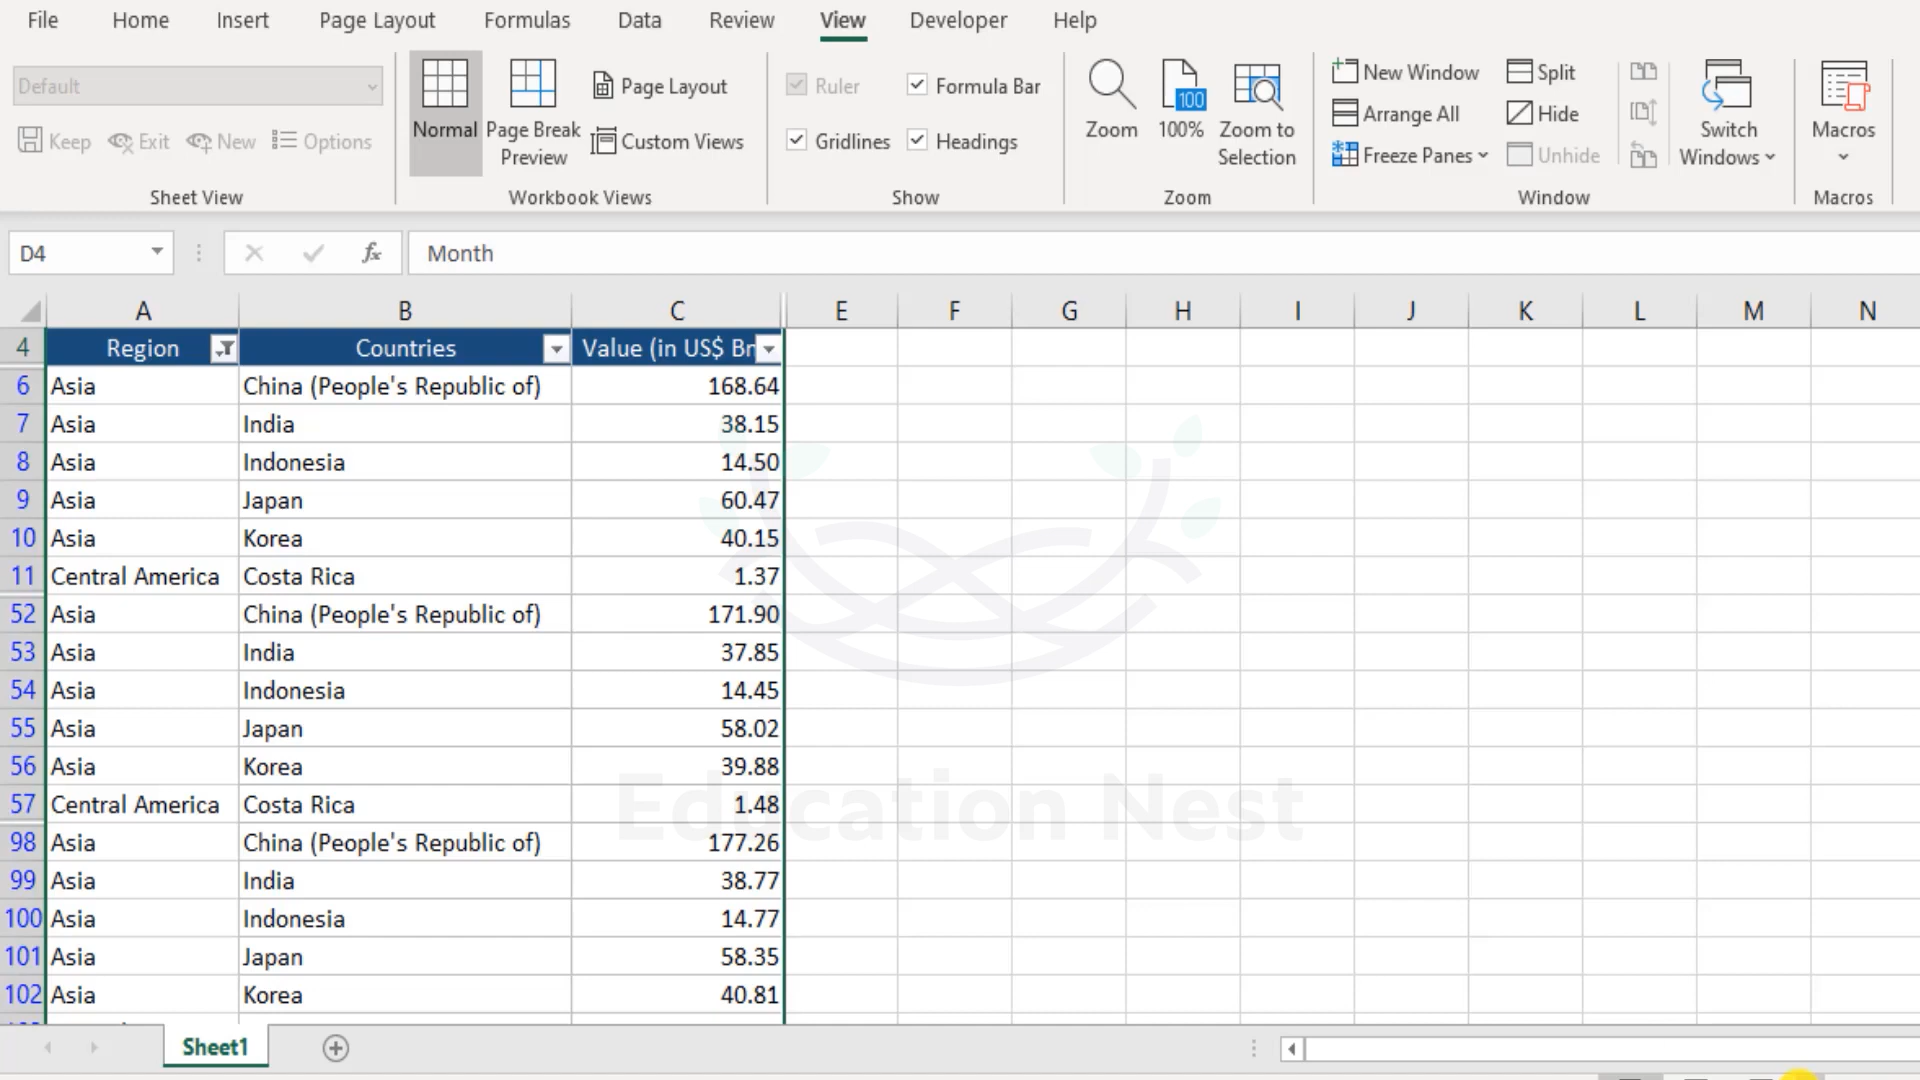 File Home Insert Page Layout Formulas Data Review View Developer Help
Default
Keep Exit New Options
Sheet View
Normal
Page Break Preview
Page Layout
Custom Views
Workbook Views
Ruler Formula Bar
Gridlines Headings
Show
Zoom
100
100%
Zoom to Selection
Zoom
New Window Split
Arrange All Hide
Freeze Panes Unhide
Switch Windows
Window
Macros
Macros
D4 fx Month
A B C E F G H I J K L M N
4 Region Countries Value (in US$ Bn
6 Asia China (People's Republic of) 168.64
7 Asia India 38.15
8 Asia Indonesia 14.50
9 Asia Japan 60.47
10 Asia Korea 40.15
11 Central America Costa Rica 1.37
52 Asia China (People's Republic of) 171.90
53 Asia India 37.85
54 Asia Indonesia 14.45
55 Asia Japan 58.02
56 Asia Korea 39.88
57 Central America Costa Rica 1.48
Education Nest
98 Asia China (People's Republic of) 177.26
99 Asia India 38.77
100 Asia Indonesia 14.77
101 Asia Japan 58.35
102 Asia Korea 40.81
Sheet1